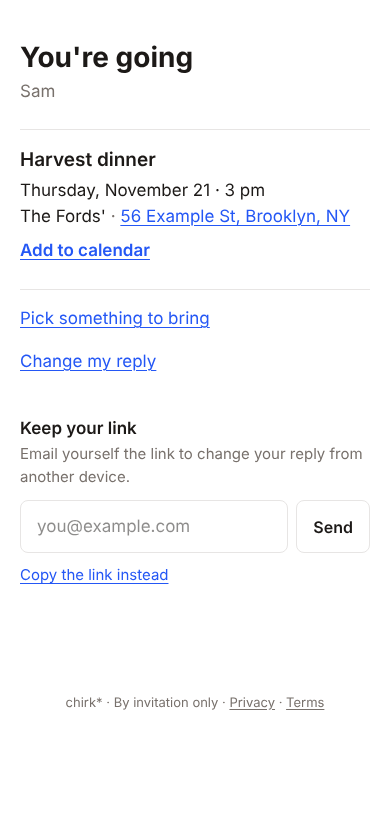 You're going
Sam
Harvest dinner
Thursday, November 21 · 3 pm
The Fords' · 56 Example St, Brooklyn, NY
Add to calendar
Pick something to bring
Change my reply
Keep your link
Email yourself the link to change your reply from
another device.
you@example.com
Send
Copy the link instead
chirk* · By invitation only · Privacy · Terms